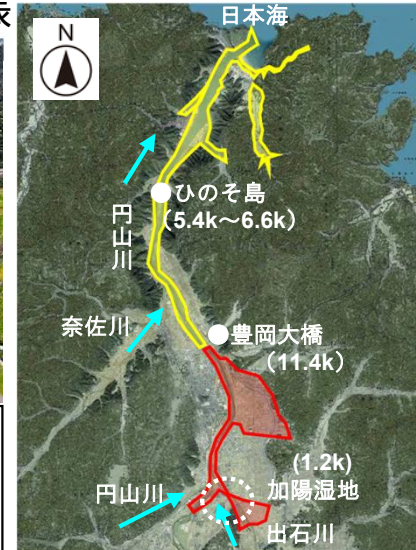 日本海
N
ひのそ島
(5.4k～6.6k)
円山川
奈佐川
豊岡大橋
(11.4k)
(1.2k)
加陽湿地
円山川
出石川